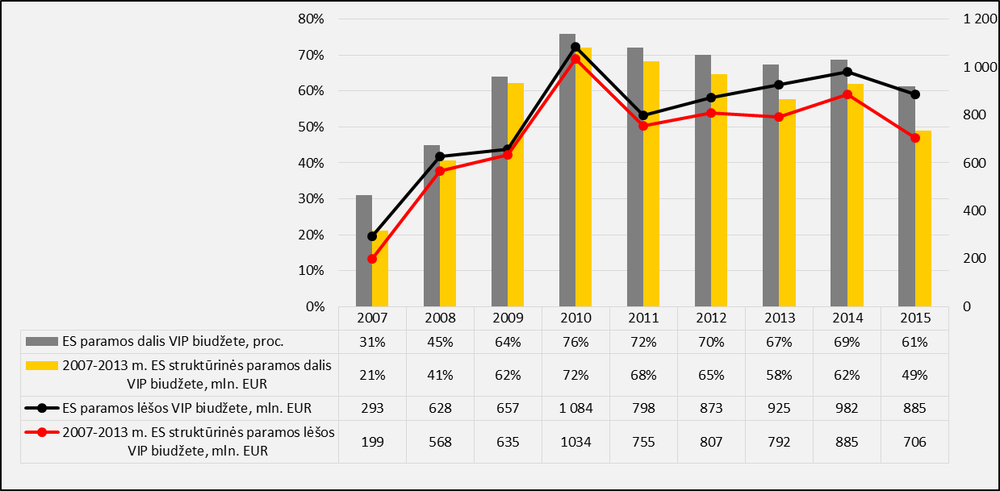 80% 1 200
70% 1 000
60% 800
50%
40% 600
30% 400
20% 200
10%
0% 0
2007 2008 2009 2010 2011 2012 2013 2014 2015
ES paramos dalis VIP biudžete, proc. 31% 45% 64% 76% 72% 70% 67% 69% 61%
2007-2013 m. ES struktūrinės paramos dalis
VIP biudžete, mln. EUR 21% 41% 62% 72% 68% 65% 58% 62% 49%
ES paramos lėšos VIP biudžete, mln. EUR 293 628 657 1 084 798 873 925 982 885
2007-2013 m. ES struktūrinės paramos lėšos
VIP biudžete, mln. EUR 199 568 635 1034 755 807 792 885 706